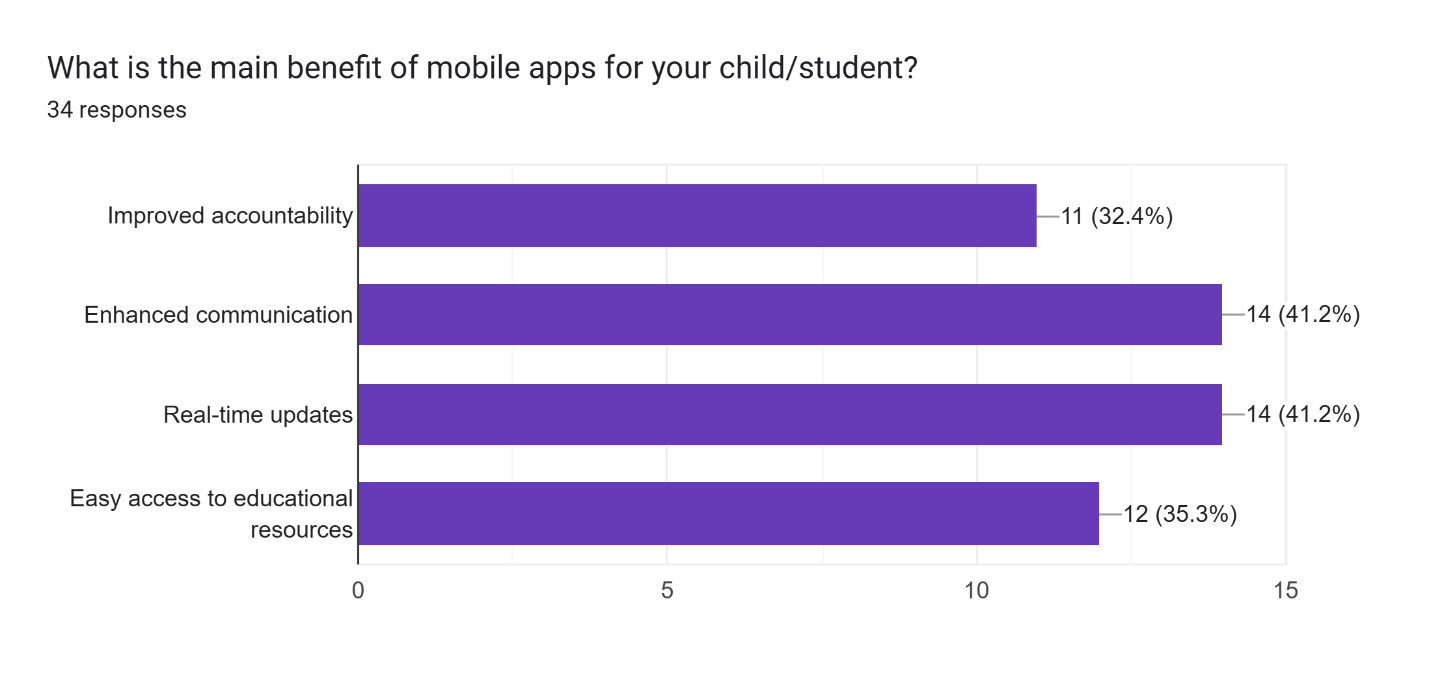 What is the main benefit of mobile apps for your child/student?
34 responses
Improved accountability
11 (32.4%)
Enhanced communication
14 (41.2%)
Real-time updates
14 (41.2%)
Easy access to educational
resources
12 (35.3%)
0 5 10 15